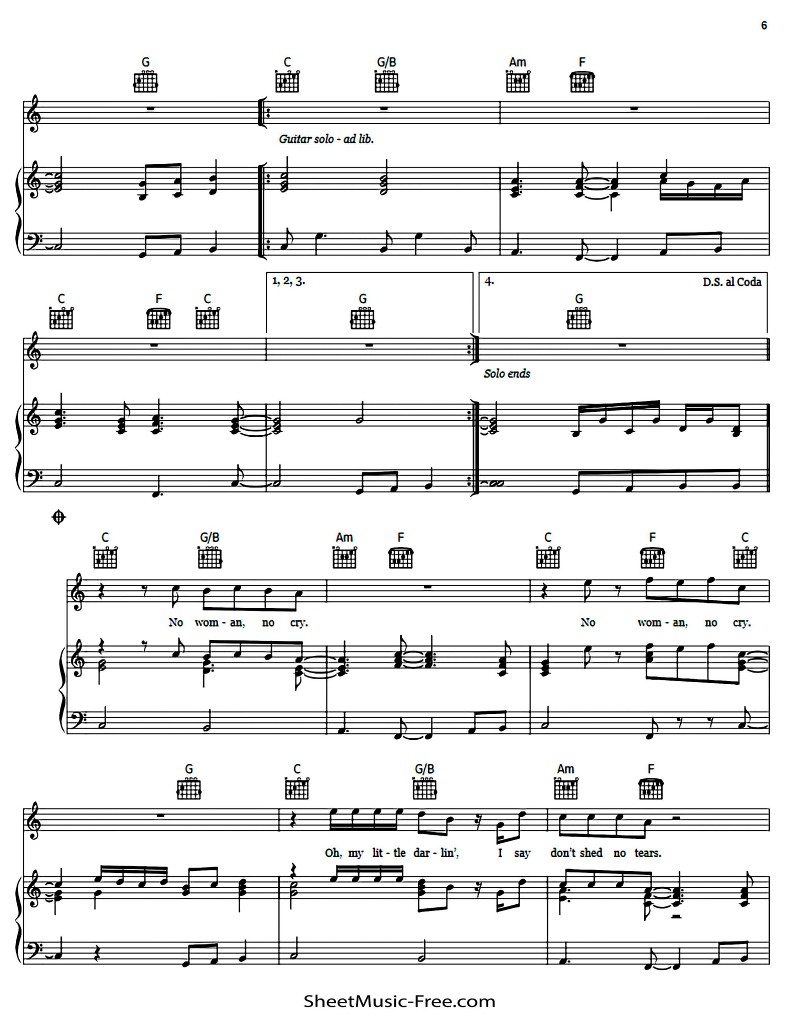 6
G C G/B Am F
Guitar solo - ad lib.
1, 2, 3. 4. D.S. al Coda
C F C G G
Solo ends
C G/B Am F C F C
No wom - an, no cry. No wom - an, no cry.
G C G/B Am F
Oh, my lit - tle dar - lin', I say don't shed no tears.
SheetMusic-Free.com